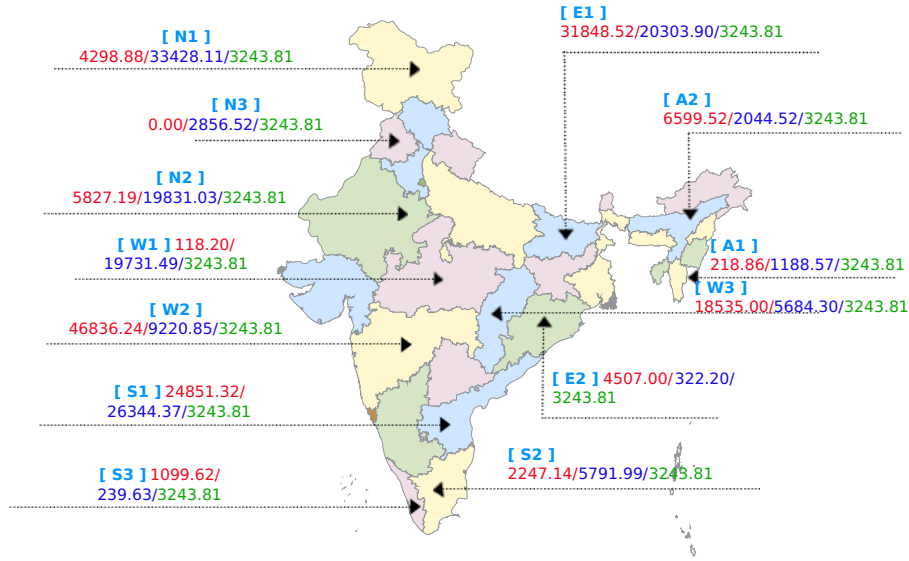 [ E1 ]
31848.52/20303.90/3243.81
[ N1 ]
4298.88/33428.11/3243.81
[ N3 ]
0.00/2856.52/3243.81
[ A2 ]
6599.52/2044.52/3243.81
[ N2 ]
5827.19/19831.03/3243.81
[ W1 ] 118.20/
19731.49/3243.81
[ A1 ]
218.86/1188.57/3243.81
[ W3 ]
18535.00/5684.30/3243.81
[ W2 ]
46836.24/9220.85/3243.81
[ E2 ] 4507.00/322.20/
3243.81
[ S1 ] 24851.32/
26344.37/3243.81
[ S2 ]
2247.14/5791.99/3243.81
[ S3 ] 1099.62/
239.63/3243.81